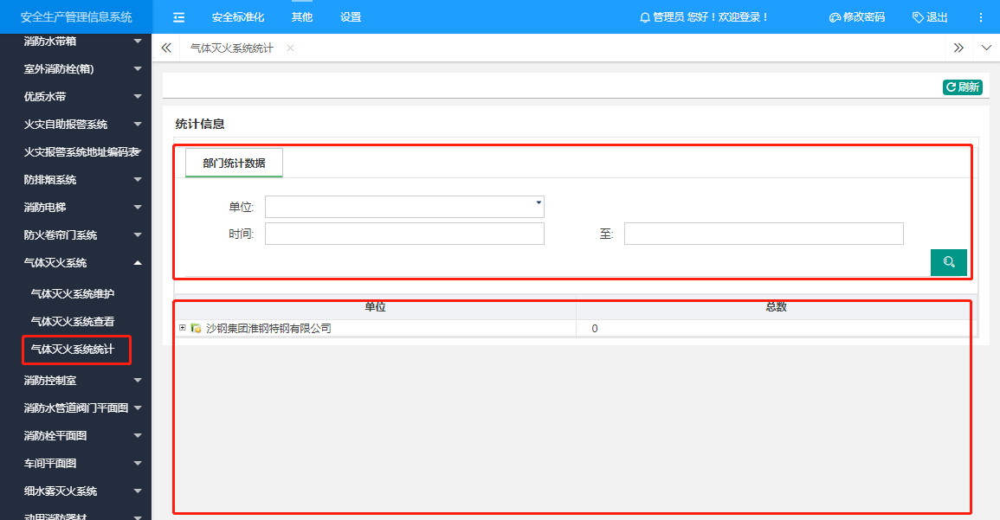 安全生产管理信息系统
安全标准化 其他 设置
管理员 您好！欢迎登录！
修改密码 退出
消防水带箱
室外消防栓(箱)
优质水带
火灾自助报警系统
火灾报警系统地址编码表
防排烟系统
消防电梯
防火卷帘门系统
气体灭火系统
气体灭火系统维护
气体灭火系统查看
气体灭火系统统计
消防控制室
消防水管道阀门平面图
消防栓平面图
车间平面图
细水雾灭火系统
动用消防器材
气体灭火系统统计
刷新
统计信息
部门统计数据
单位:
时间: 至:
单位 总数
沙钢集团淮钢特钢有限公司 0